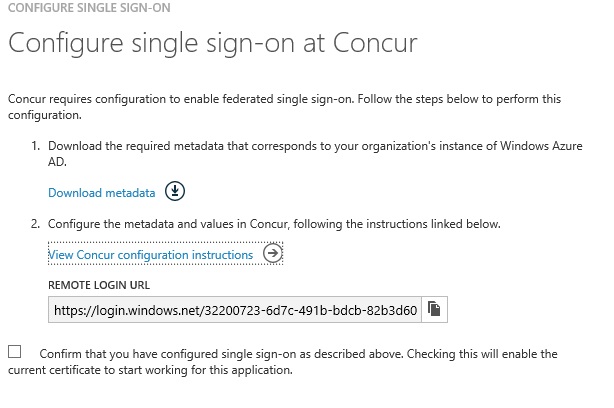 CONFIGURE SINGLE SIGN-ON
Configure single sign-on at Concur
Concur requires configuration to enable federated single sign-on. Follow the steps below to perform this
configuration.
1. Download the required metadata that corresponds to your organization's instance of Windows Azure
AD.
Download metadata
2. Configure the metadata and values in Concur, following the instructions linked below.
View Concur configuration instructions
REMOTE LOGIN URL
https://login.windows.net/32200723-6d7c-491b-bdcb-82b3d60
Confirm that you have configured single sign-on as described above. Checking this will enable the
current certificate to start working for this application.